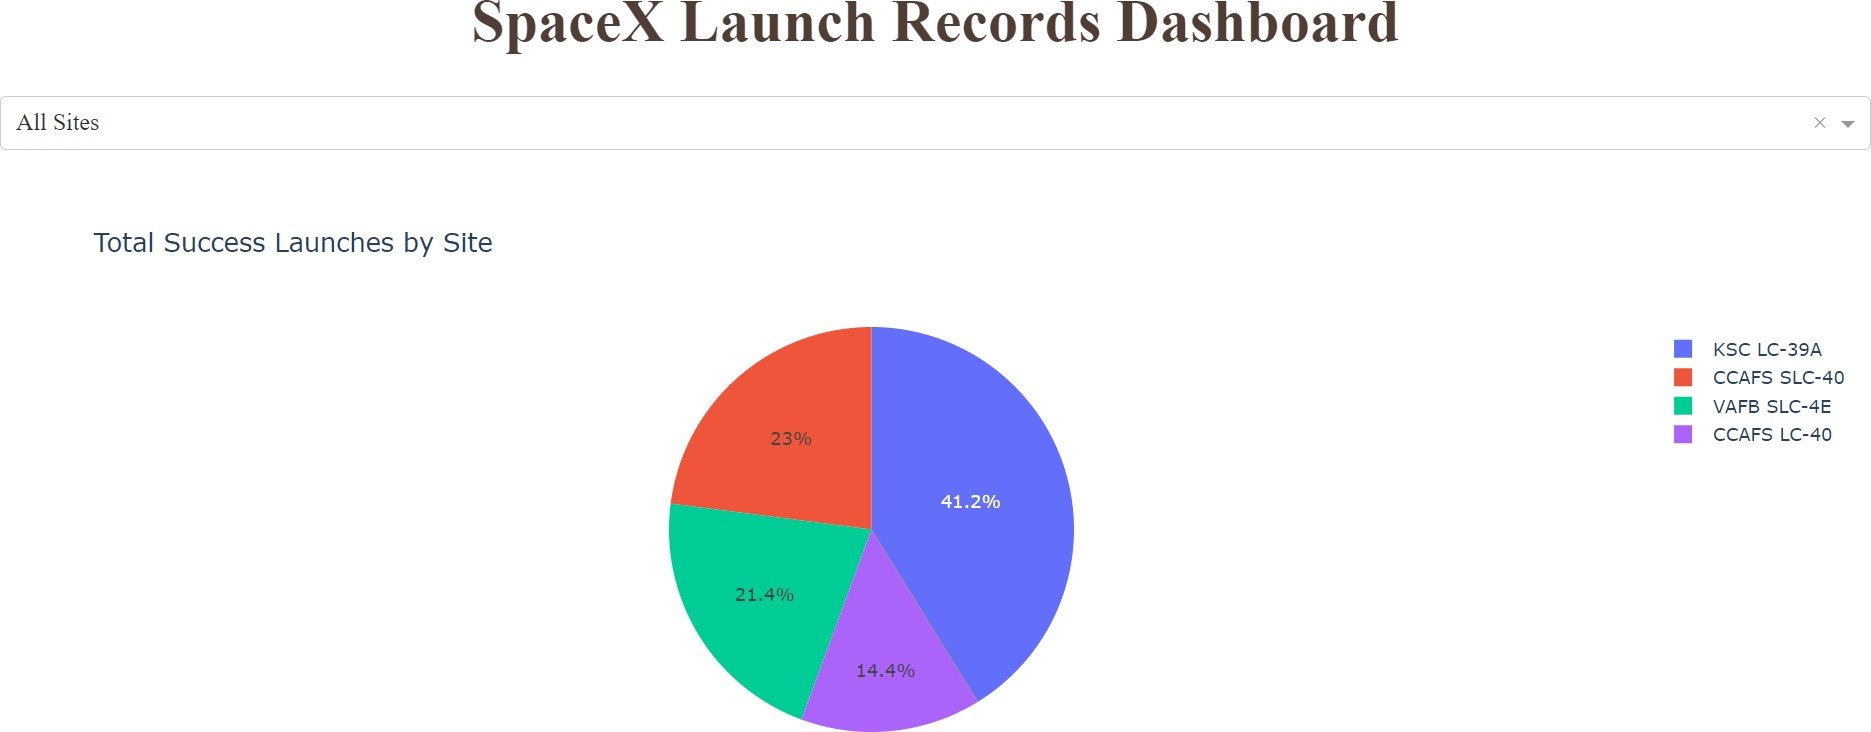 SpaceX Launch Records Dashboard
All Sites
Total Success Launches by Site
KSC LC-39A
CCAFS SLC-40
VAFB SLC-4E
CCAFS LC-40
23%
41.2%
21.4%
14.4%